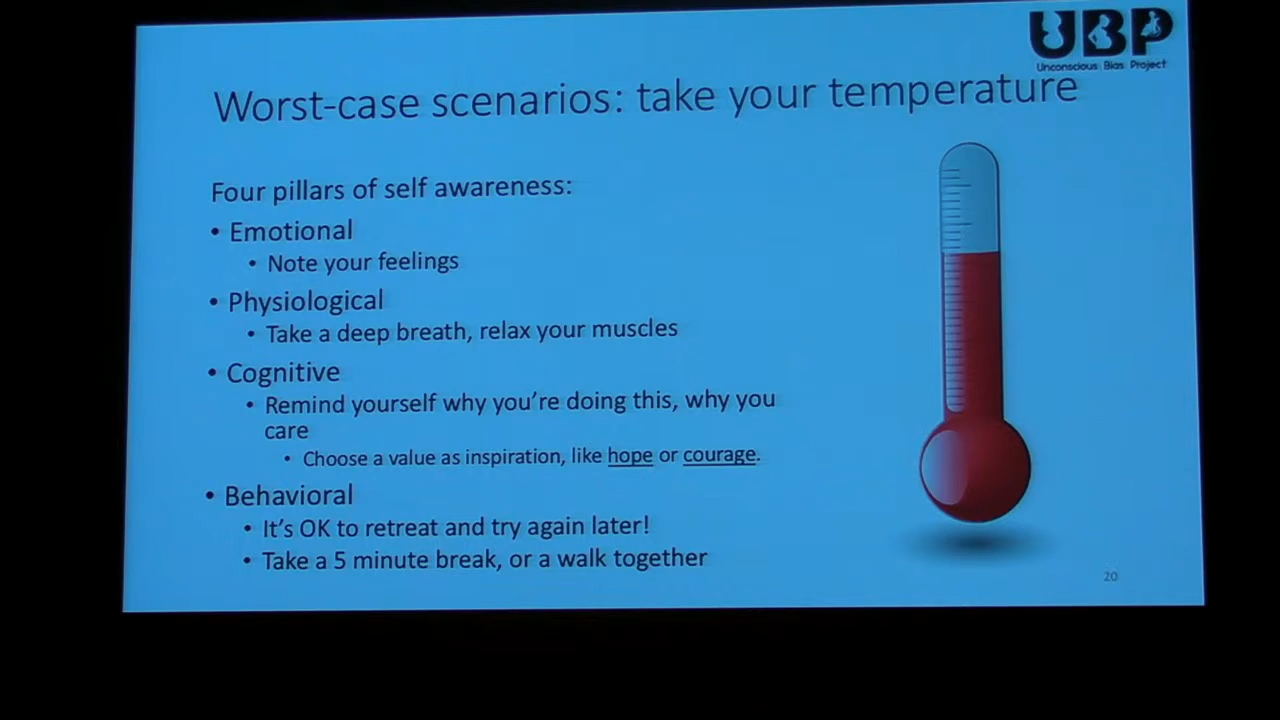 UBP
Unconscious Bias Project
Worst-case scenarios: take your temperature
Four pillars of self awareness:
• Emotional
• Note your feelings
• Physiological
• Take a deep breath, relax your muscles
• Cognitive
• Remind yourself why you’re doing this, why you
care
• Choose a value as inspiration, like hope or courage.
• Behavioral
• It’s OK to retreat and try again later!
• Take a 5 minute break, or a walk together
20